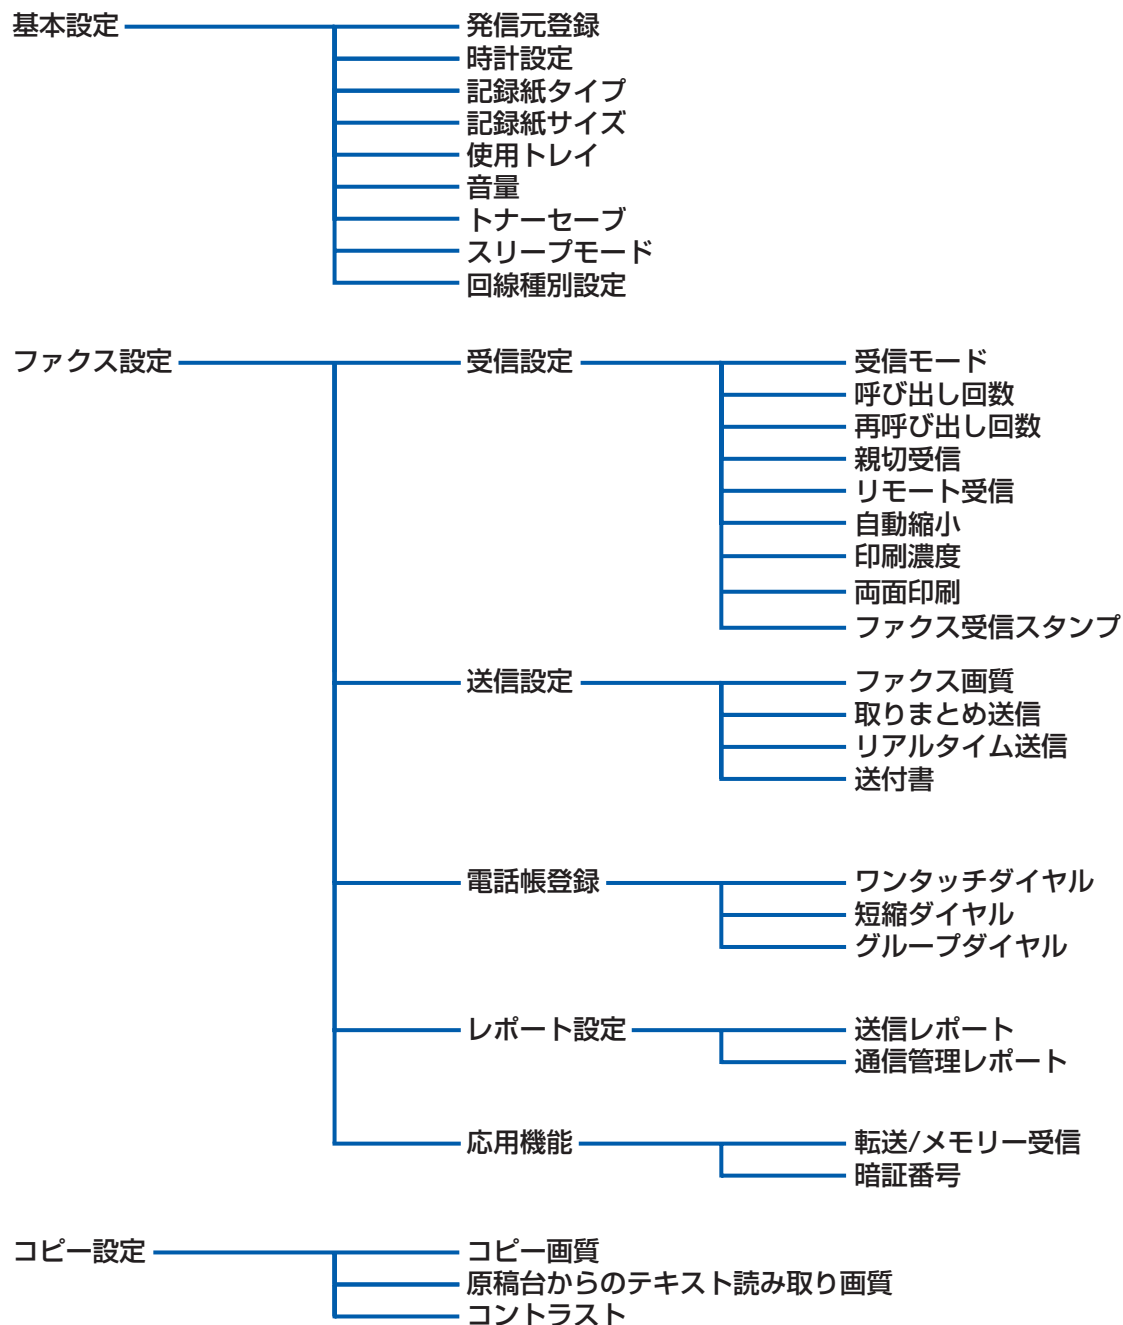 基本設定 発信元登録
時計設定
記録紙タイプ
記録紙サイズ
使用トレイ
音量
トナーセーブ
スリープモード
回線種別設定
ファクス設定 受信設定 受信モード
呼び出し回数
再呼び出し回数
親切受信
リモート受信
自動縮小
印刷濃度
両面印刷
ファクス受信スタンプ
送信設定 ファクス画質
取りまとめ送信
リアルタイム送信
送付書
電話帳登録 ワンタッチダイヤル
短縮ダイヤル
グループダイヤル
レポート設定 送信レポート
通信管理レポート
応用機能 転送/メモリー受信
暗証番号
コピー設定 コピー画質
原稿台からのテキスト読み取り画質
コントラスト